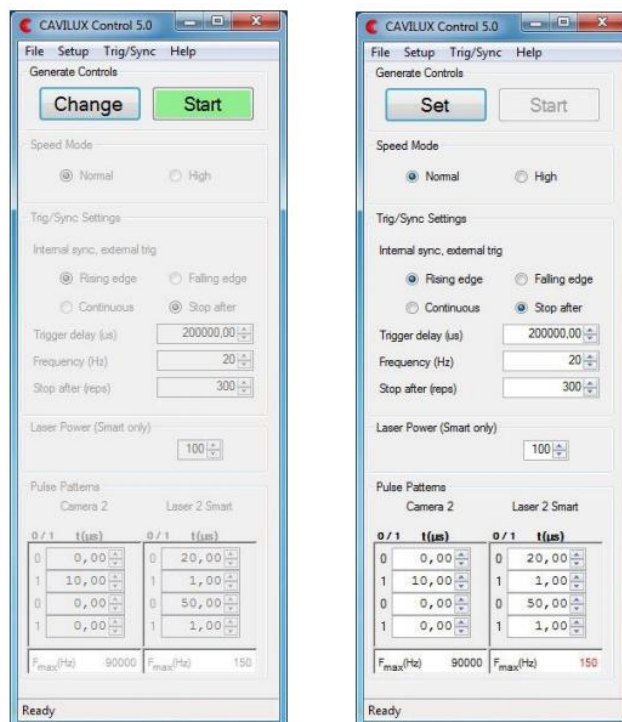 CAVILUX Control 5.0
File Setup Trig/Sync Help
Generate Controls
Change Start
Speed Mode
Normal High
Trig/Sync Settings
Internal sync, external trig
Rising edge Falling edge
Continuous Stop after
Trigger delay (µs) 200000,00
Frequency (Hz) 20
Stop after (reps) 300
Laser Power (Smart only)
100
Pulse Patterns
Camera 2 Laser 2 Smart
0 / 1 t(µs) 0 / 1 t(µs)
0 0,00 0 20,00
1 10,00 1 1,00
0 0,00 0 50,00
1 0,00 1 1,00
Fmax(Hz) 90000 Fmax(Hz) 150
Ready
CAVILUX Control 5.0
File Setup Trig/Sync Help
Generate Controls
Set Start
Speed Mode
Normal High
Trig/Sync Settings
Internal sync, external trig
Rising edge Falling edge
Continuous Stop after
Trigger delay (µs) 200000,00
Frequency (Hz) 20
Stop after (reps) 300
Laser Power (Smart only)
100
Pulse Patterns
Camera 2 Laser 2 Smart
0 / 1 t(µs) 0 / 1 t(µs)
0 0,00 0 20,00
1 10,00 1 1,00
0 0,00 0 50,00
1 0,00 1 1,00
Fmax(Hz) 90000 Fmax(Hz) 150
Ready